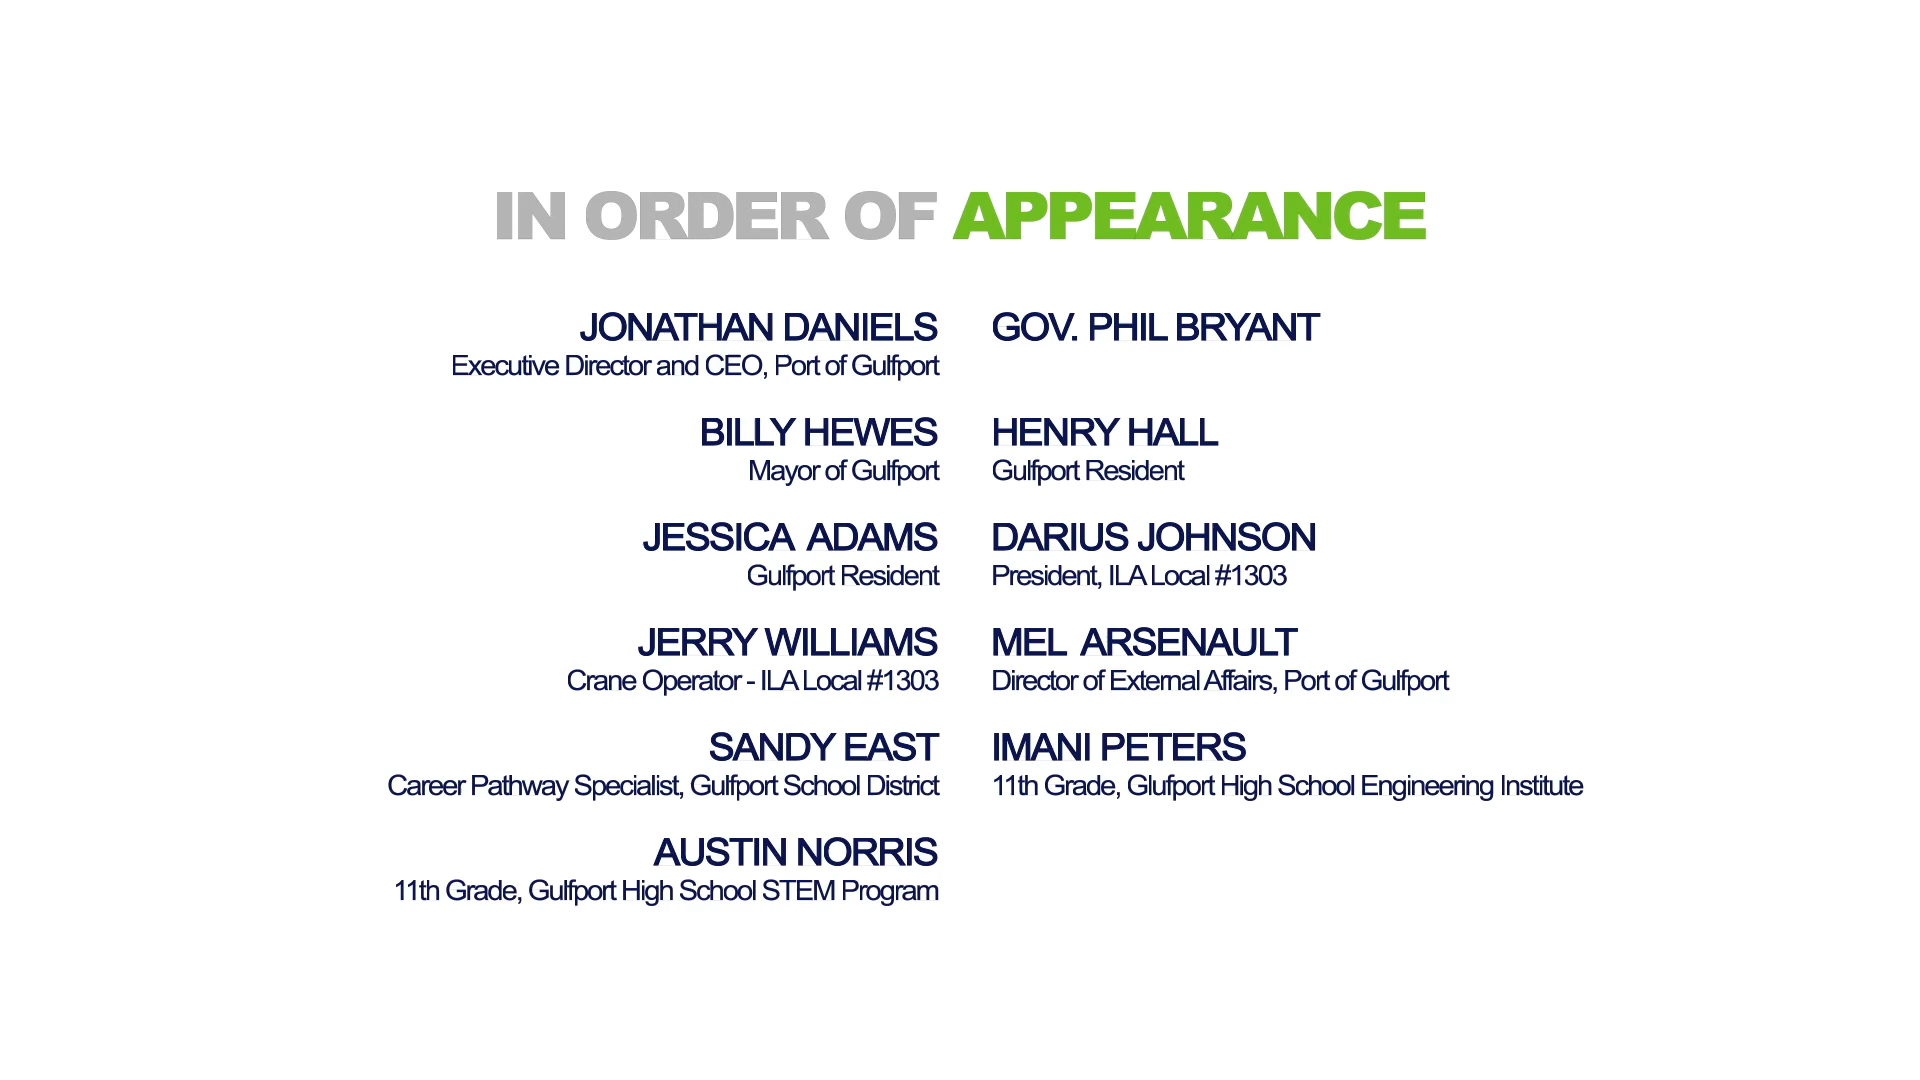 IN ORDER OF APPEARANCE
JONATHAN DANIELS
Executive Director and CEO, Port of Gulfport
GOV. PHIL BRYANT
BILLY HEWES
Mayor of Gulfport
HENRY HALL
Gulfport Resident
JESSICA ADAMS
Gulfport Resident
DARIUS JOHNSON
President, ILA Local #1303
JERRY WILLIAMS
Crane Operator - ILA Local #1303
MEL ARSENAULT
Director of External Affairs, Port of Gulfport
SANDY EAST
Career Pathway Specialist, Gulfport School District
IMANI PETERS
11th Grade, Glufport High School Engineering Institute
AUSTIN NORRIS
11th Grade, Gulfport High School STEM Program